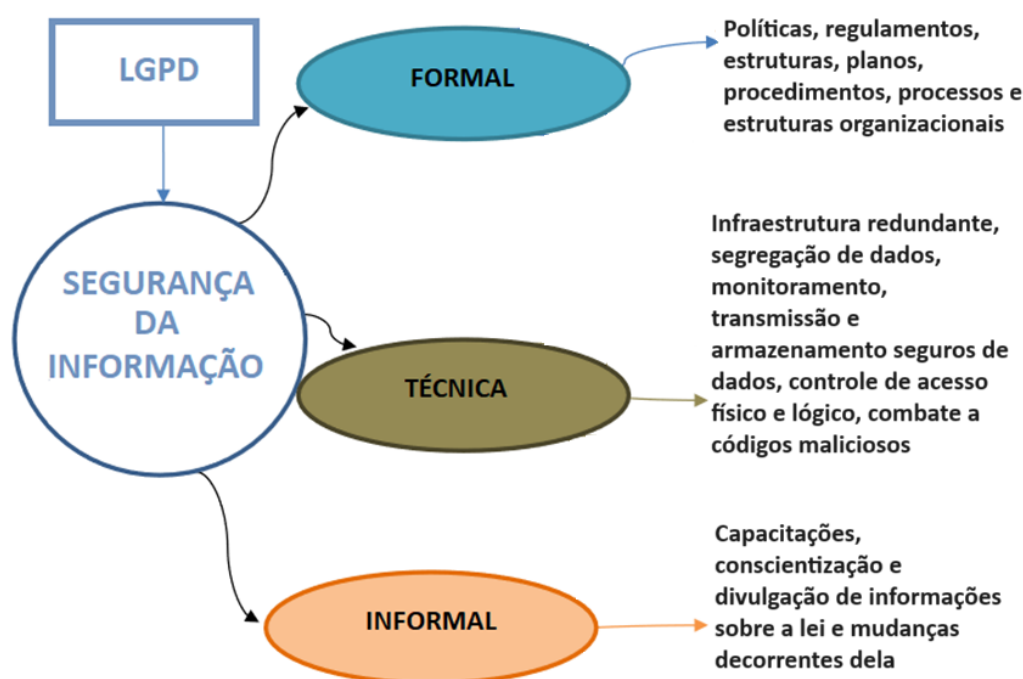 LGPD
FORMAL
Políticas, regulamentos,
estruturas, planos,
procedimentos, processos e
estruturas organizacionais
SEGURANÇA
DA
INFORMAÇÃO
TÉCNICA
Infraestrutura redundante,
segregação de dados,
monitoramento,
transmissão e
armazenamento seguros de
dados, controle de acesso
físico e lógico, combate a
códigos maliciosos
INFORMAL
Capacitações,
conscientização e
divulgação de informações
sobre a lei e mudanças
decorrentes dela